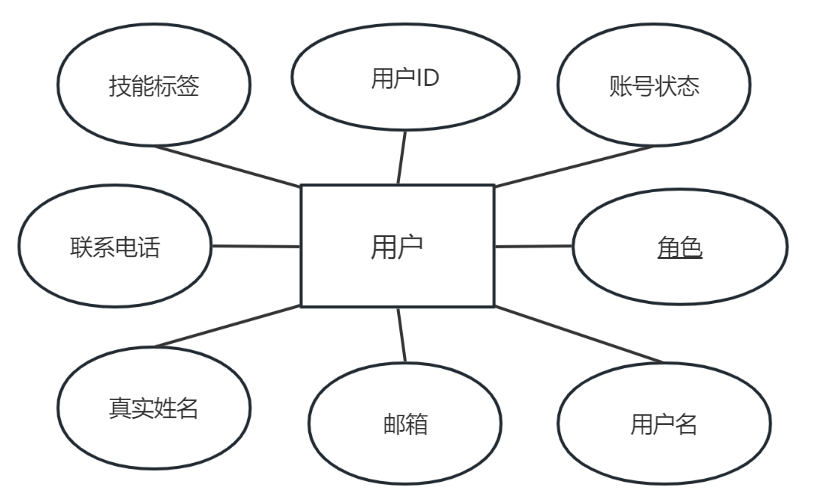 技能标签
用户ID
账号状态
联系电话
用户
角色
真实姓名
邮箱
用户名